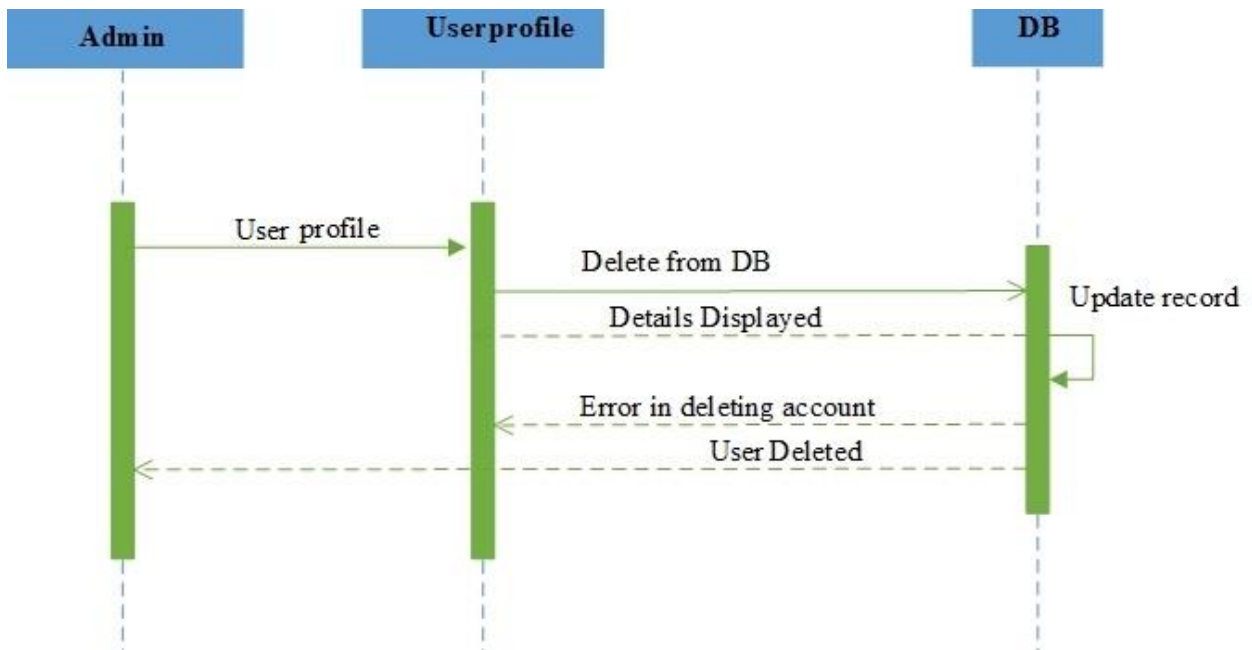 Admin
Userprofile
DB
User profile
Delete from DB
Update record
Details Displayed
Error in deleting account
User Deleted